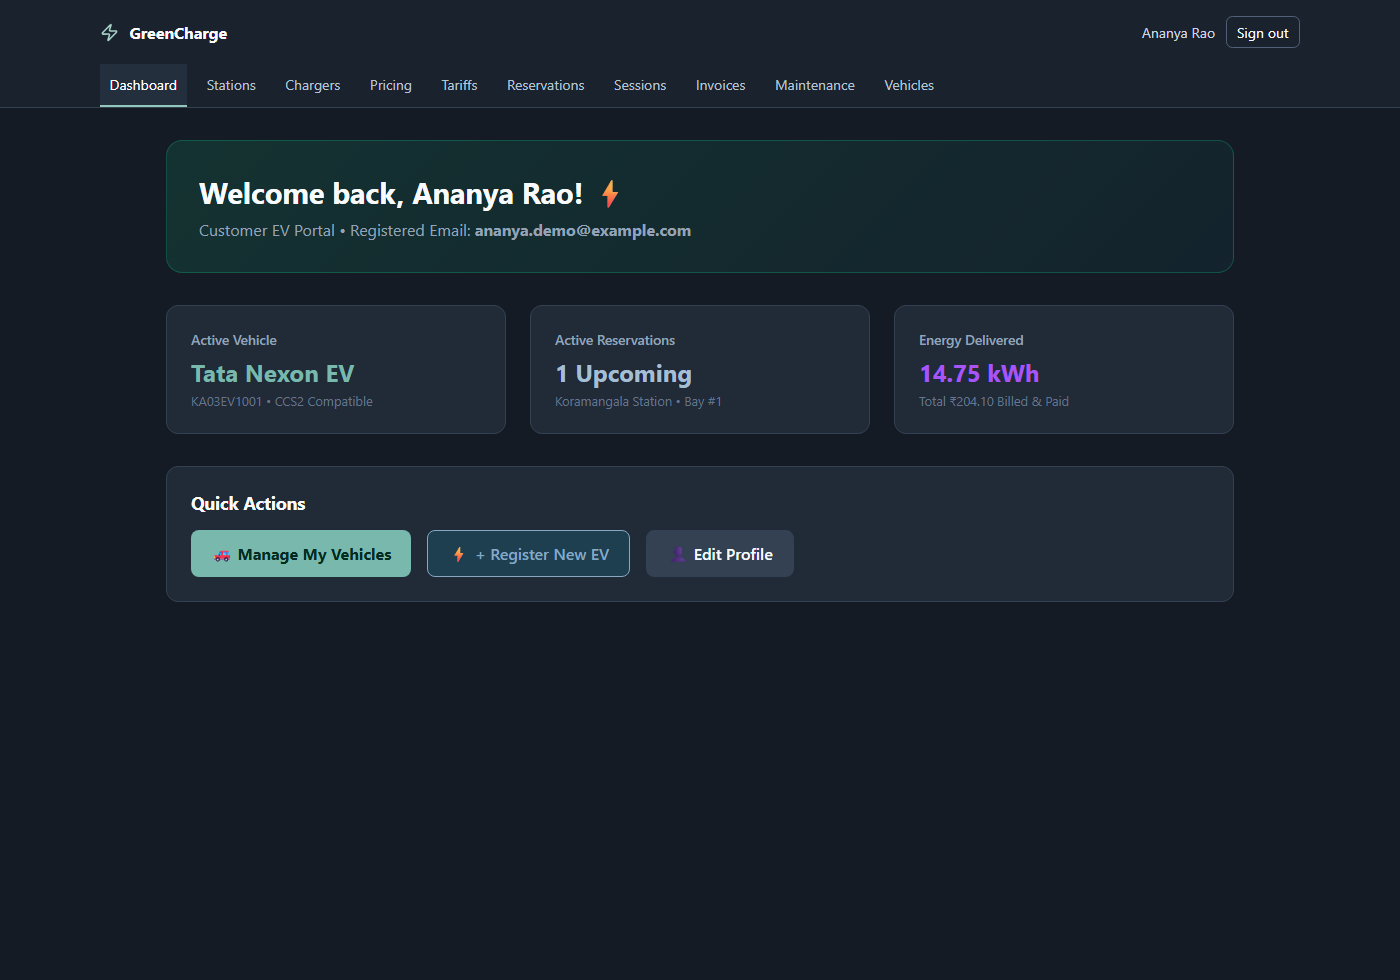 GreenCharge
Ananya Rao
Sign out
Dashboard
Stations
Chargers
Pricing
Tariffs
Reservations
Sessions
Invoices
Maintenance
Vehicles
Welcome back, Ananya Rao! ⚡
Customer EV Portal • Registered Email: ananya.demo@example.com
Active Vehicle
Tata Nexon EV
KA03EV1001 • CCS2 Compatible
Active Reservations
1 Upcoming
Koramangala Station • Bay #1
Energy Delivered
14.75 kWh
Total ₹204.10 Billed & Paid
Quick Actions
🚙 Manage My Vehicles
⚡ + Register New EV
👤 Edit Profile